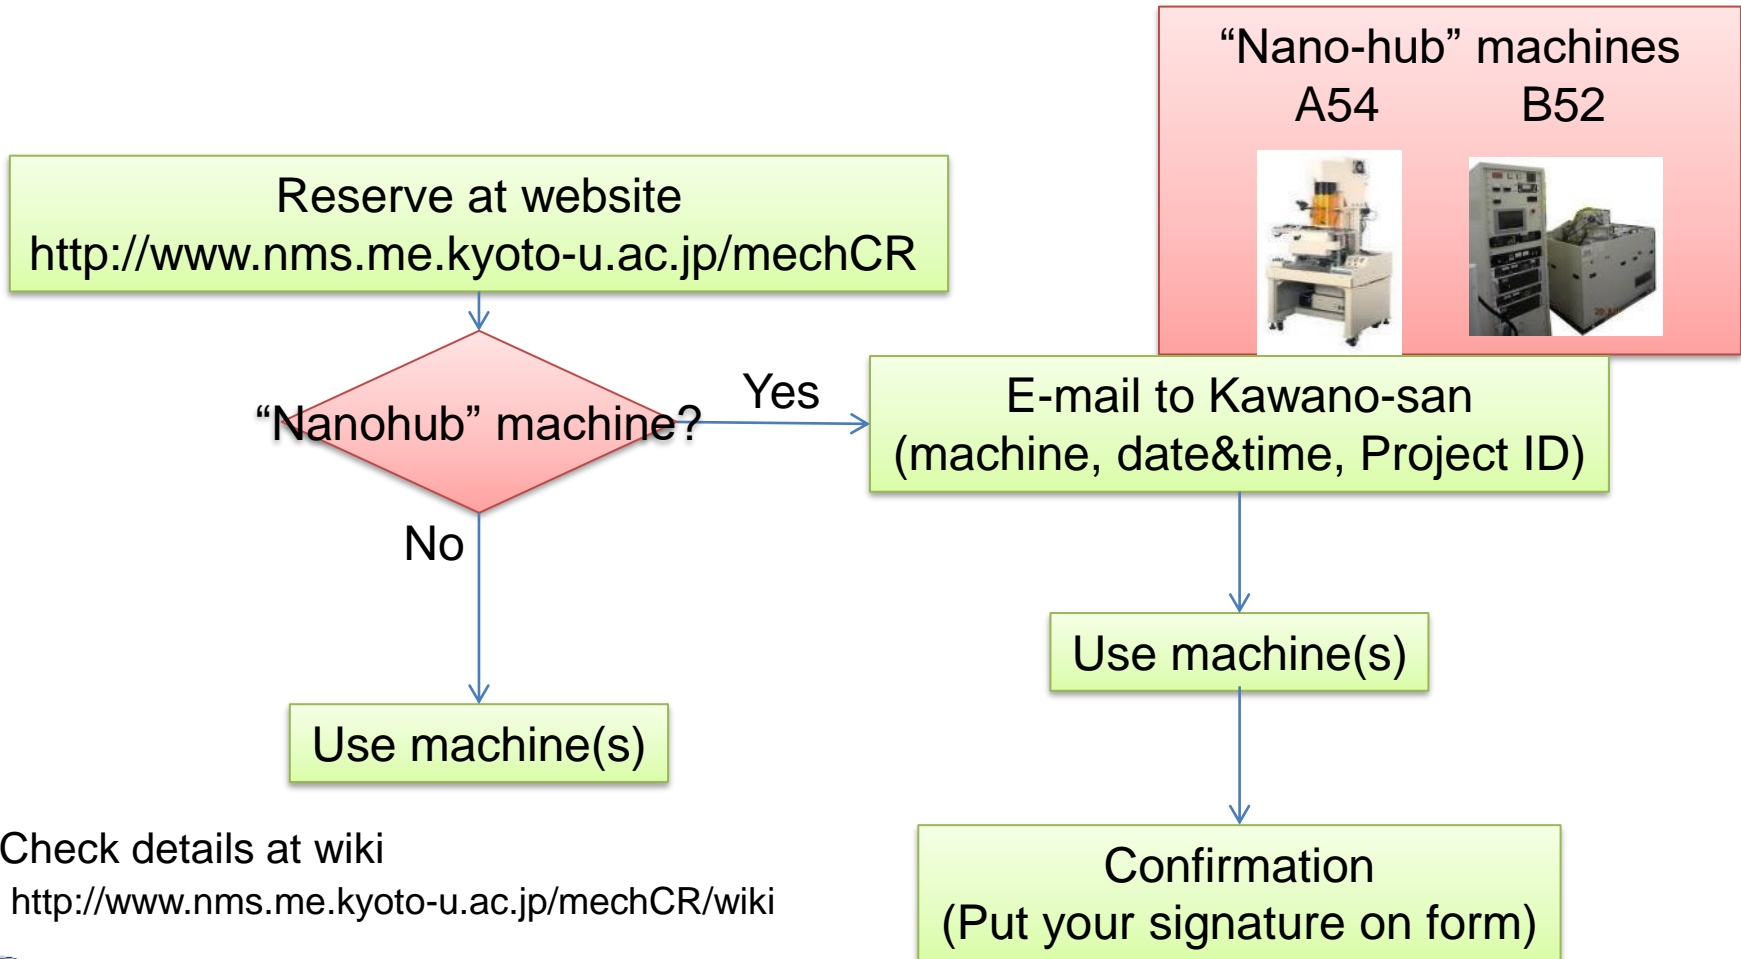 “Nano-hub” machines
A54 B52
Reserve at website
http://www.nms.me.kyoto-u.ac.jp/mechCR
“Nanohub” machine?
Yes
E-mail to Kawano-san
(machine, date&time, Project ID)
No
Use machine(s)
Use machine(s)
Confirmation
(Put your signature on form)
Check details at wiki
http://www.nms.me.kyoto-u.ac.jp/mechCR/wiki